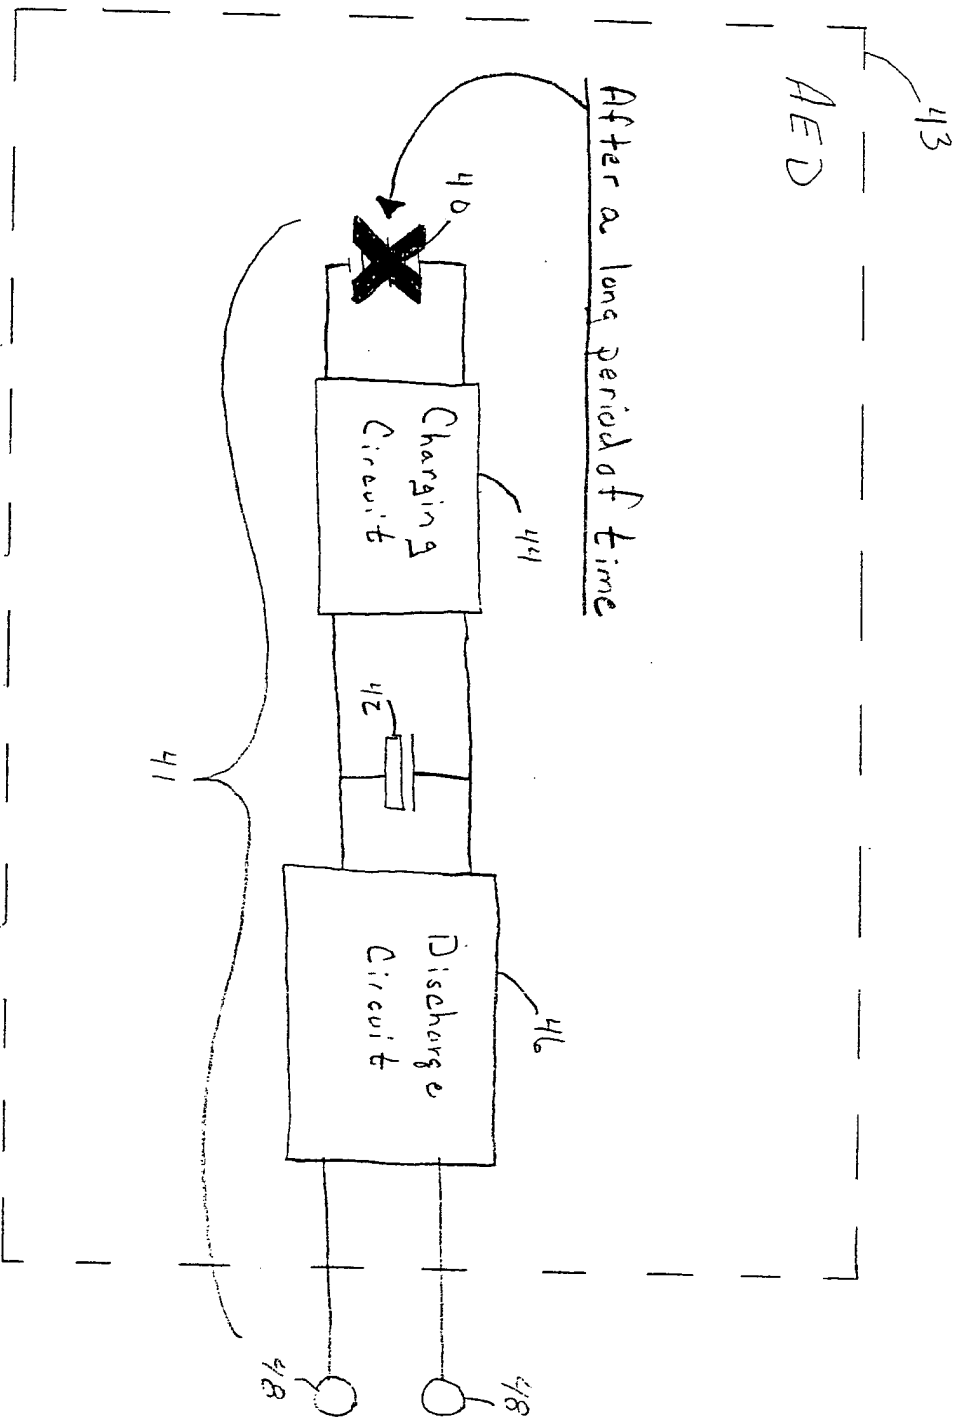 43
AED
After a long period of time
40
44
Charging
Circuit
42
46
Discharge
Circuit
48
48
41